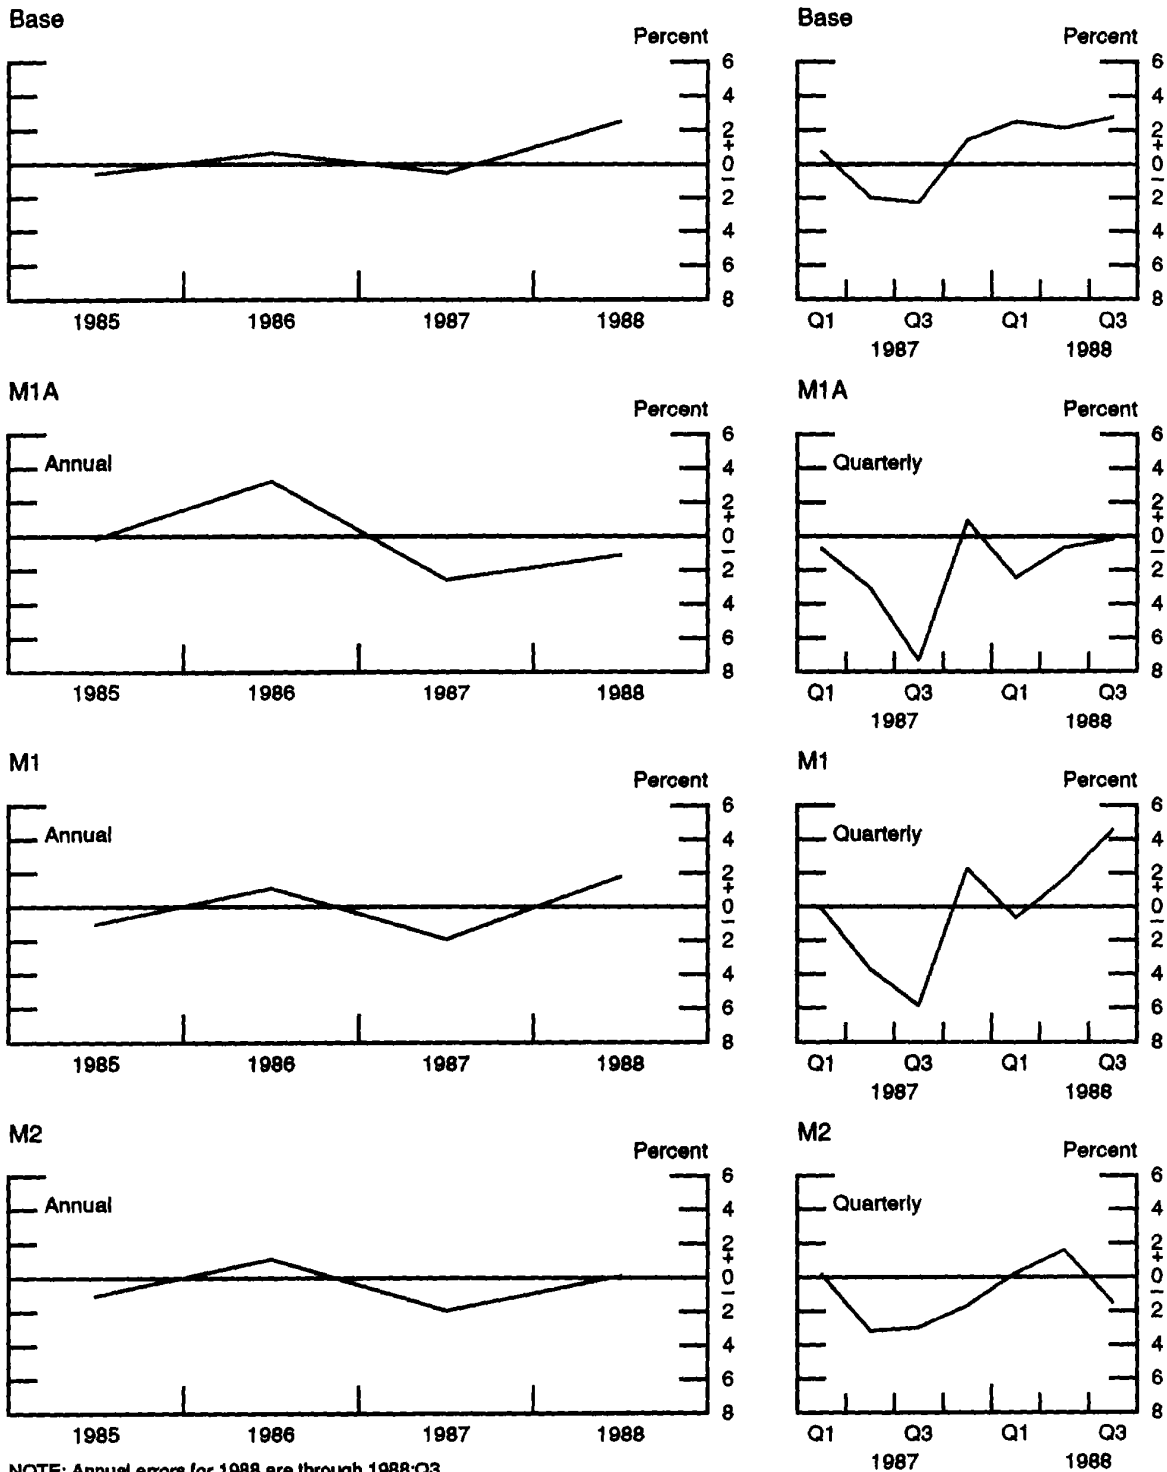 Base
Percent
6
4
2
+
0
–
2
4
6
8
1985 1986 1987 1988
Base
Percent
6
4
2
+
0
–
2
4
6
8
Q1 Q3 Q1 Q3
1987 1988
M1A
Percent
Annual
6
4
2
+
0
–
2
4
6
8
1985 1986 1987 1988
M1A
Percent
Quarterly
6
4
2
+
0
–
2
4
6
8
Q1 Q3 Q1 Q3
1987 1988
M1
Percent
Annual
6
4
2
+
0
–
2
4
6
8
1985 1986 1987 1988
M1
Percent
Quarterly
6
4
2
+
0
–
2
4
6
8
Q1 Q3 Q1 Q3
1987 1988
M2
Percent
Annual
6
4
2
+
0
–
2
4
6
8
1985 1986 1987 1988
M2
Percent
Quarterly
6
4
2
+
0
–
2
4
6
8
Q1 Q3 Q1 Q3
1987 1988
NOTE: Annual errors for 1988 are through 1988:Q3